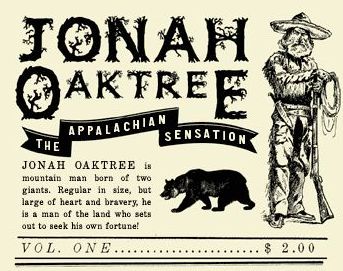 JONAH
OAKTREE
THE APPALACHIAN SENSATION
JONAH OAKTREE is
mountain man born of two
giants. Regular in size, but
large of heart and bravery, he
is a man of the land who sets
out to seek his own fortune!
VOL. ONE......................$ 2.00